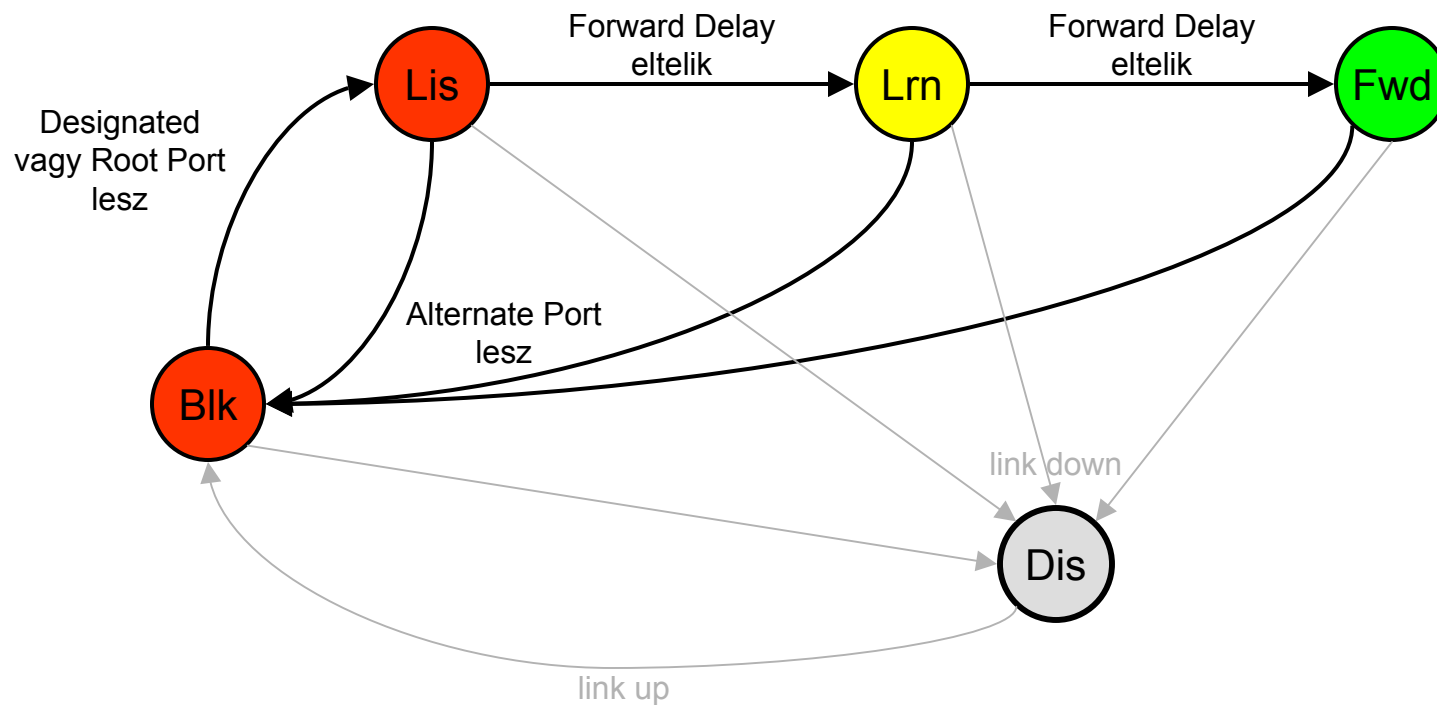 Forward Delay
eltelik
Forward Delay
eltelik
Lis
Lrn
Fwd
Designated
vagy Root Port
lesz
Alternate Port
lesz
Blk
link down
Dis
link up